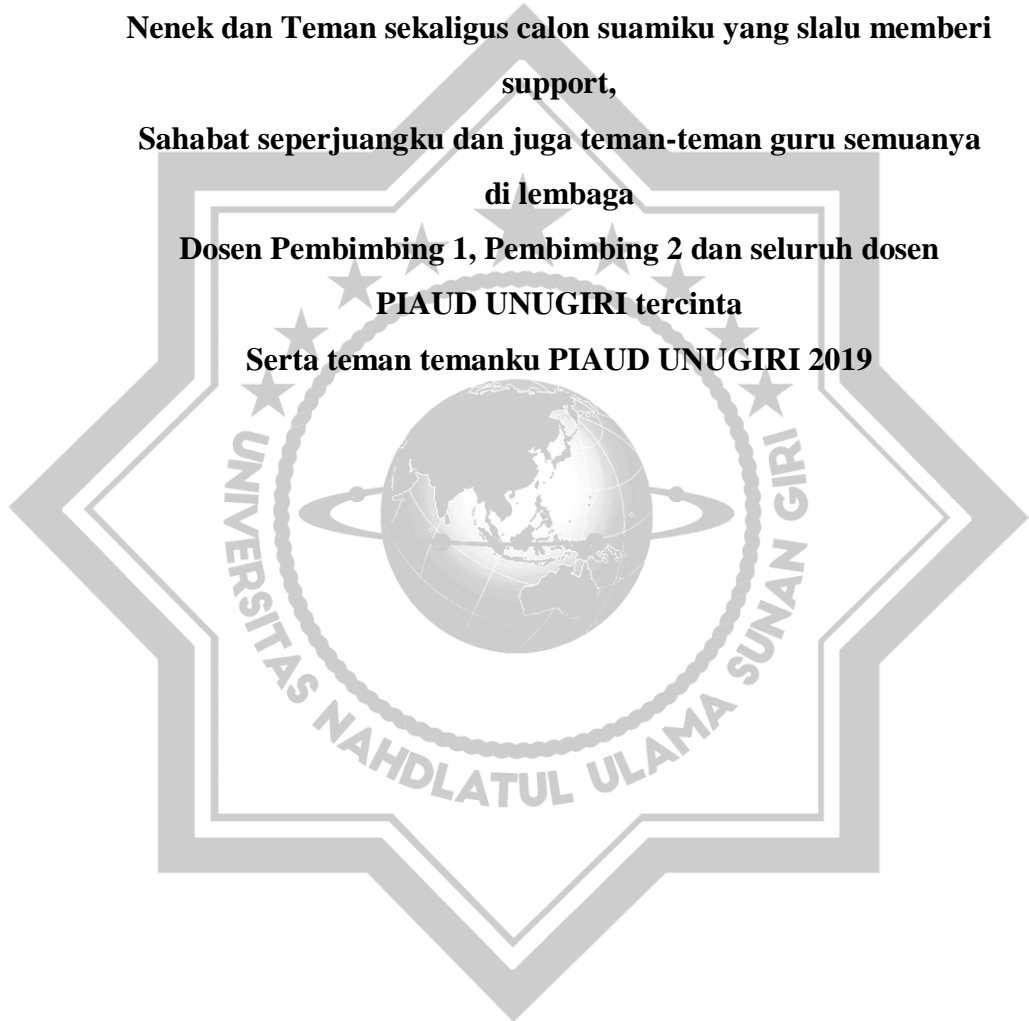 Nenek dan Teman sekaligus calon suamiku yang slalu memberi
support,
Sahabat seperjuangku dan juga teman-teman guru semuanya
di lembaga
Dosen Pembimbing 1, Pembimbing 2 dan seluruh dosen
PIAUD UNUGIRI tercinta
Serta teman temanku PIAUD UNUGIRI 2019
UNIVERSITAS NAHDLATUL ULAMA SUNAN GIRI